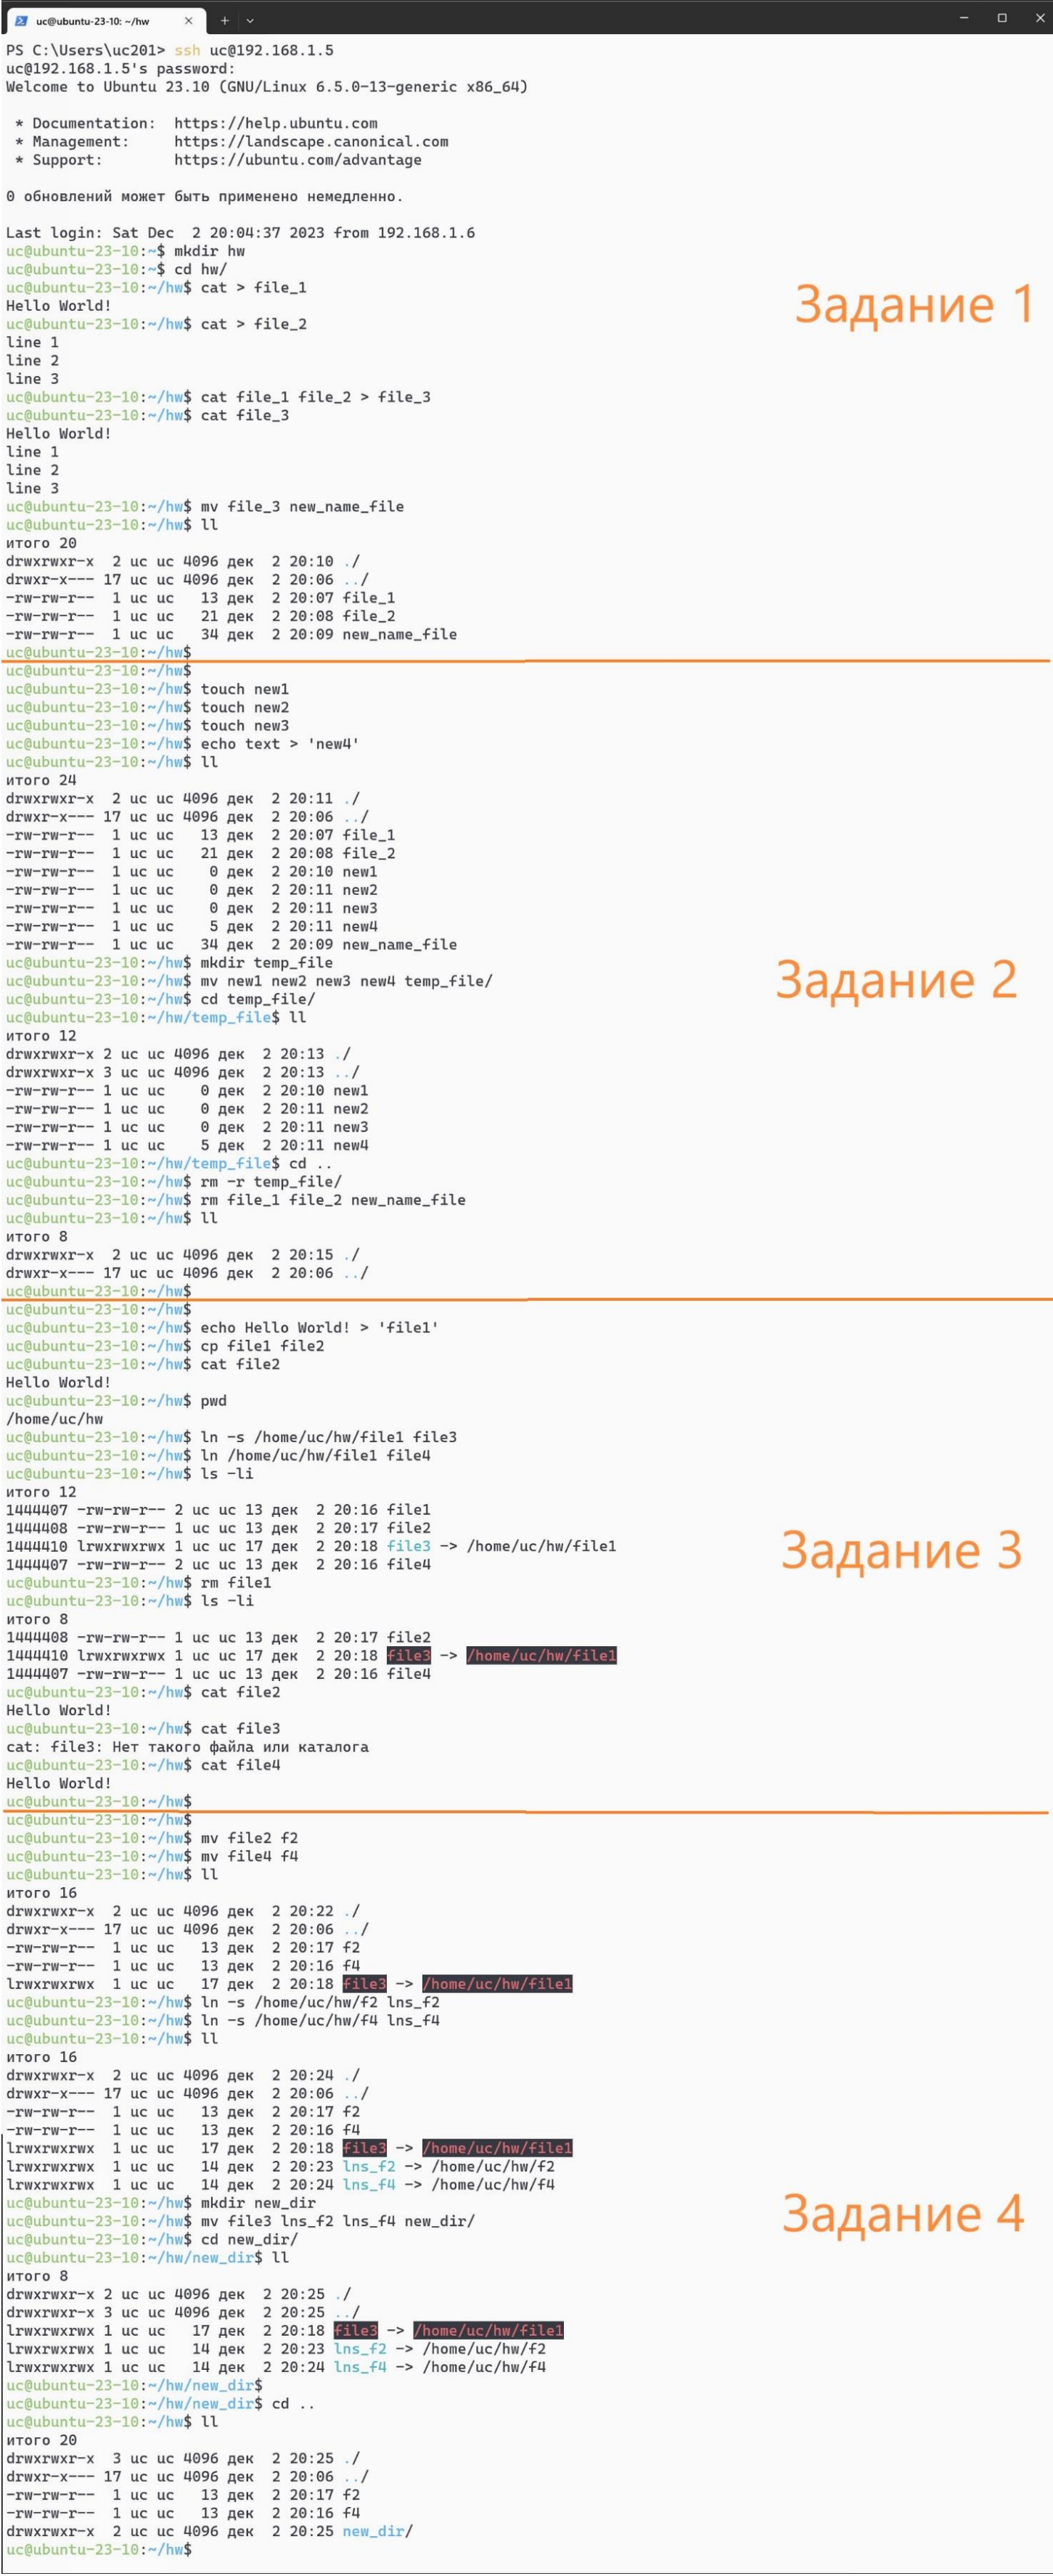 uc@ubuntu-23-10: ~/hw
PS C:\Users\uc201> ssh uc@192.168.1.5
uc@192.168.1.5's password:
Welcome to Ubuntu 23.10 (GNU/Linux 6.5.0-13-generic x86_64)
* Documentation:  https://help.ubuntu.com
* Management:     https://landscape.canonical.com
* Support:        https://ubuntu.com/advantage
0 обновлений может быть применено немедленно.
Last login: Sat Dec  2 20:04:37 2023 from 192.168.1.6
uc@ubuntu-23-10:~$ mkdir hw
uc@ubuntu-23-10:~$ cd hw/
uc@ubuntu-23-10:~/hw$ cat > file_1
Hello World!
Задание 1
uc@ubuntu-23-10:~/hw$ cat > file_2
line 1
line 2
line 3
uc@ubuntu-23-10:~/hw$ cat file_1 file_2 > file_3
uc@ubuntu-23-10:~/hw$ cat file_3
Hello World!
line 1
line 2
line 3
uc@ubuntu-23-10:~/hw$ mv file_3 new_name_file
uc@ubuntu-23-10:~/hw$ ll
итого 20
drwxrwxr-x  2 uc uc 4096 дек  2 20:10 ./
drwxr-x--- 17 uc uc 4096 дек  2 20:06 ../
-rw-rw-r--  1 uc uc   13 дек  2 20:07 file_1
-rw-rw-r--  1 uc uc   21 дек  2 20:08 file_2
-rw-rw-r--  1 uc uc   34 дек  2 20:09 new_name_file
uc@ubuntu-23-10:~/hw$
uc@ubuntu-23-10:~/hw$
uc@ubuntu-23-10:~/hw$ touch new1
uc@ubuntu-23-10:~/hw$ touch new2
uc@ubuntu-23-10:~/hw$ touch new3
uc@ubuntu-23-10:~/hw$ echo text > 'new4'
uc@ubuntu-23-10:~/hw$ ll
итого 24
drwxrwxr-x  2 uc uc 4096 дек  2 20:11 ./
drwxr-x--- 17 uc uc 4096 дек  2 20:06 ../
-rw-rw-r--  1 uc uc   13 дек  2 20:07 file_1
-rw-rw-r--  1 uc uc   21 дек  2 20:08 file_2
-rw-rw-r--  1 uc uc    0 дек  2 20:10 new1
-rw-rw-r--  1 uc uc    0 дек  2 20:11 new2
-rw-rw-r--  1 uc uc    0 дек  2 20:11 new3
-rw-rw-r--  1 uc uc    5 дек  2 20:11 new4
-rw-rw-r--  1 uc uc   34 дек  2 20:09 new_name_file
uc@ubuntu-23-10:~/hw$ mkdir temp_file
uc@ubuntu-23-10:~/hw$ mv new1 new2 new3 new4 temp_file/
Задание 2
uc@ubuntu-23-10:~/hw$ cd temp_file/
uc@ubuntu-23-10:~/hw/temp_file$ ll
итого 12
drwxrwxr-x 2 uc uc 4096 дек  2 20:13 ./
drwxrwxr-x 3 uc uc 4096 дек  2 20:13 ../
-rw-rw-r-- 1 uc uc    0 дек  2 20:10 new1
-rw-rw-r-- 1 uc uc    0 дек  2 20:11 new2
-rw-rw-r-- 1 uc uc    0 дек  2 20:11 new3
-rw-rw-r-- 1 uc uc    5 дек  2 20:11 new4
uc@ubuntu-23-10:~/hw/temp_file$ cd ..
uc@ubuntu-23-10:~/hw$ rm -r temp_file/
uc@ubuntu-23-10:~/hw$ rm file_1 file_2 new_name_file
uc@ubuntu-23-10:~/hw$ ll
итого 8
drwxrwxr-x  2 uc uc 4096 дек  2 20:15 ./
drwxr-x--- 17 uc uc 4096 дек  2 20:06 ../
uc@ubuntu-23-10:~/hw$
uc@ubuntu-23-10:~/hw$
uc@ubuntu-23-10:~/hw$ echo Hello World! > 'file1'
uc@ubuntu-23-10:~/hw$ cp file1 file2
uc@ubuntu-23-10:~/hw$ cat file2
Hello World!
uc@ubuntu-23-10:~/hw$ pwd
/home/uc/hw
uc@ubuntu-23-10:~/hw$ ln -s /home/uc/hw/file1 file3
uc@ubuntu-23-10:~/hw$ ln /home/uc/hw/file1 file4
uc@ubuntu-23-10:~/hw$ ls -li
итого 12
1444407 -rw-rw-r-- 2 uc uc 13 дек  2 20:16 file1
1444408 -rw-rw-r-- 1 uc uc 13 дек  2 20:17 file2
1444410 lrwxrwxrwx 1 uc uc 17 дек  2 20:18 file3 -> /home/uc/hw/file1
Задание 3
1444407 -rw-rw-r-- 2 uc uc 13 дек  2 20:16 file4
uc@ubuntu-23-10:~/hw$ rm file1
uc@ubuntu-23-10:~/hw$ ls -li
итого 8
1444408 -rw-rw-r-- 1 uc uc 13 дек  2 20:17 file2
1444410 lrwxrwxrwx 1 uc uc 17 дек  2 20:18 file3 -> /home/uc/hw/file1
1444407 -rw-rw-r-- 1 uc uc 13 дек  2 20:16 file4
uc@ubuntu-23-10:~/hw$ cat file2
Hello World!
uc@ubuntu-23-10:~/hw$ cat file3
cat: file3: Нет такого файла или каталога
uc@ubuntu-23-10:~/hw$ cat file4
Hello World!
uc@ubuntu-23-10:~/hw$
uc@ubuntu-23-10:~/hw$
uc@ubuntu-23-10:~/hw$ mv file2 f2
uc@ubuntu-23-10:~/hw$ mv file4 f4
uc@ubuntu-23-10:~/hw$ ll
итого 16
drwxrwxr-x  2 uc uc 4096 дек  2 20:22 ./
drwxr-x--- 17 uc uc 4096 дек  2 20:06 ../
-rw-rw-r--  1 uc uc   13 дек  2 20:17 f2
-rw-rw-r--  1 uc uc   13 дек  2 20:16 f4
lrwxrwxrwx  1 uc uc   17 дек  2 20:18 file3 -> /home/uc/hw/file1
uc@ubuntu-23-10:~/hw$ ln -s /home/uc/hw/f2 lns_f2
uc@ubuntu-23-10:~/hw$ ln -s /home/uc/hw/f4 lns_f4
uc@ubuntu-23-10:~/hw$ ll
итого 16
drwxrwxr-x  2 uc uc 4096 дек  2 20:24 ./
drwxr-x--- 17 uc uc 4096 дек  2 20:06 ../
-rw-rw-r--  1 uc uc   13 дек  2 20:17 f2
-rw-rw-r--  1 uc uc   13 дек  2 20:16 f4
lrwxrwxrwx  1 uc uc   17 дек  2 20:18 file3 -> /home/uc/hw/file1
lrwxrwxrwx  1 uc uc   14 дек  2 20:23 lns_f2 -> /home/uc/hw/f2
lrwxrwxrwx  1 uc uc   14 дек  2 20:24 lns_f4 -> /home/uc/hw/f4
uc@ubuntu-23-10:~/hw$ mkdir new_dir
uc@ubuntu-23-10:~/hw$ mv file3 lns_f2 lns_f4 new_dir/
Задание 4
uc@ubuntu-23-10:~/hw$ cd new_dir/
uc@ubuntu-23-10:~/hw/new_dir$ ll
итого 8
drwxrwxr-x 2 uc uc 4096 дек  2 20:25 ./
drwxrwxr-x 3 uc uc 4096 дек  2 20:25 ../
lrwxrwxrwx 1 uc uc   17 дек  2 20:18 file3 -> /home/uc/hw/file1
lrwxrwxrwx 1 uc uc   14 дек  2 20:23 lns_f2 -> /home/uc/hw/f2
lrwxrwxrwx 1 uc uc   14 дек  2 20:24 lns_f4 -> /home/uc/hw/f4
uc@ubuntu-23-10:~/hw/new_dir$
uc@ubuntu-23-10:~/hw/new_dir$ cd ..
uc@ubuntu-23-10:~/hw$ ll
итого 20
drwxrwxr-x  3 uc uc 4096 дек  2 20:25 ./
drwxr-x--- 17 uc uc 4096 дек  2 20:06 ../
-rw-rw-r--  1 uc uc   13 дек  2 20:17 f2
-rw-rw-r--  1 uc uc   13 дек  2 20:16 f4
drwxrwxr-x  2 uc uc 4096 дек  2 20:25 new_dir/
uc@ubuntu-23-10:~/hw$